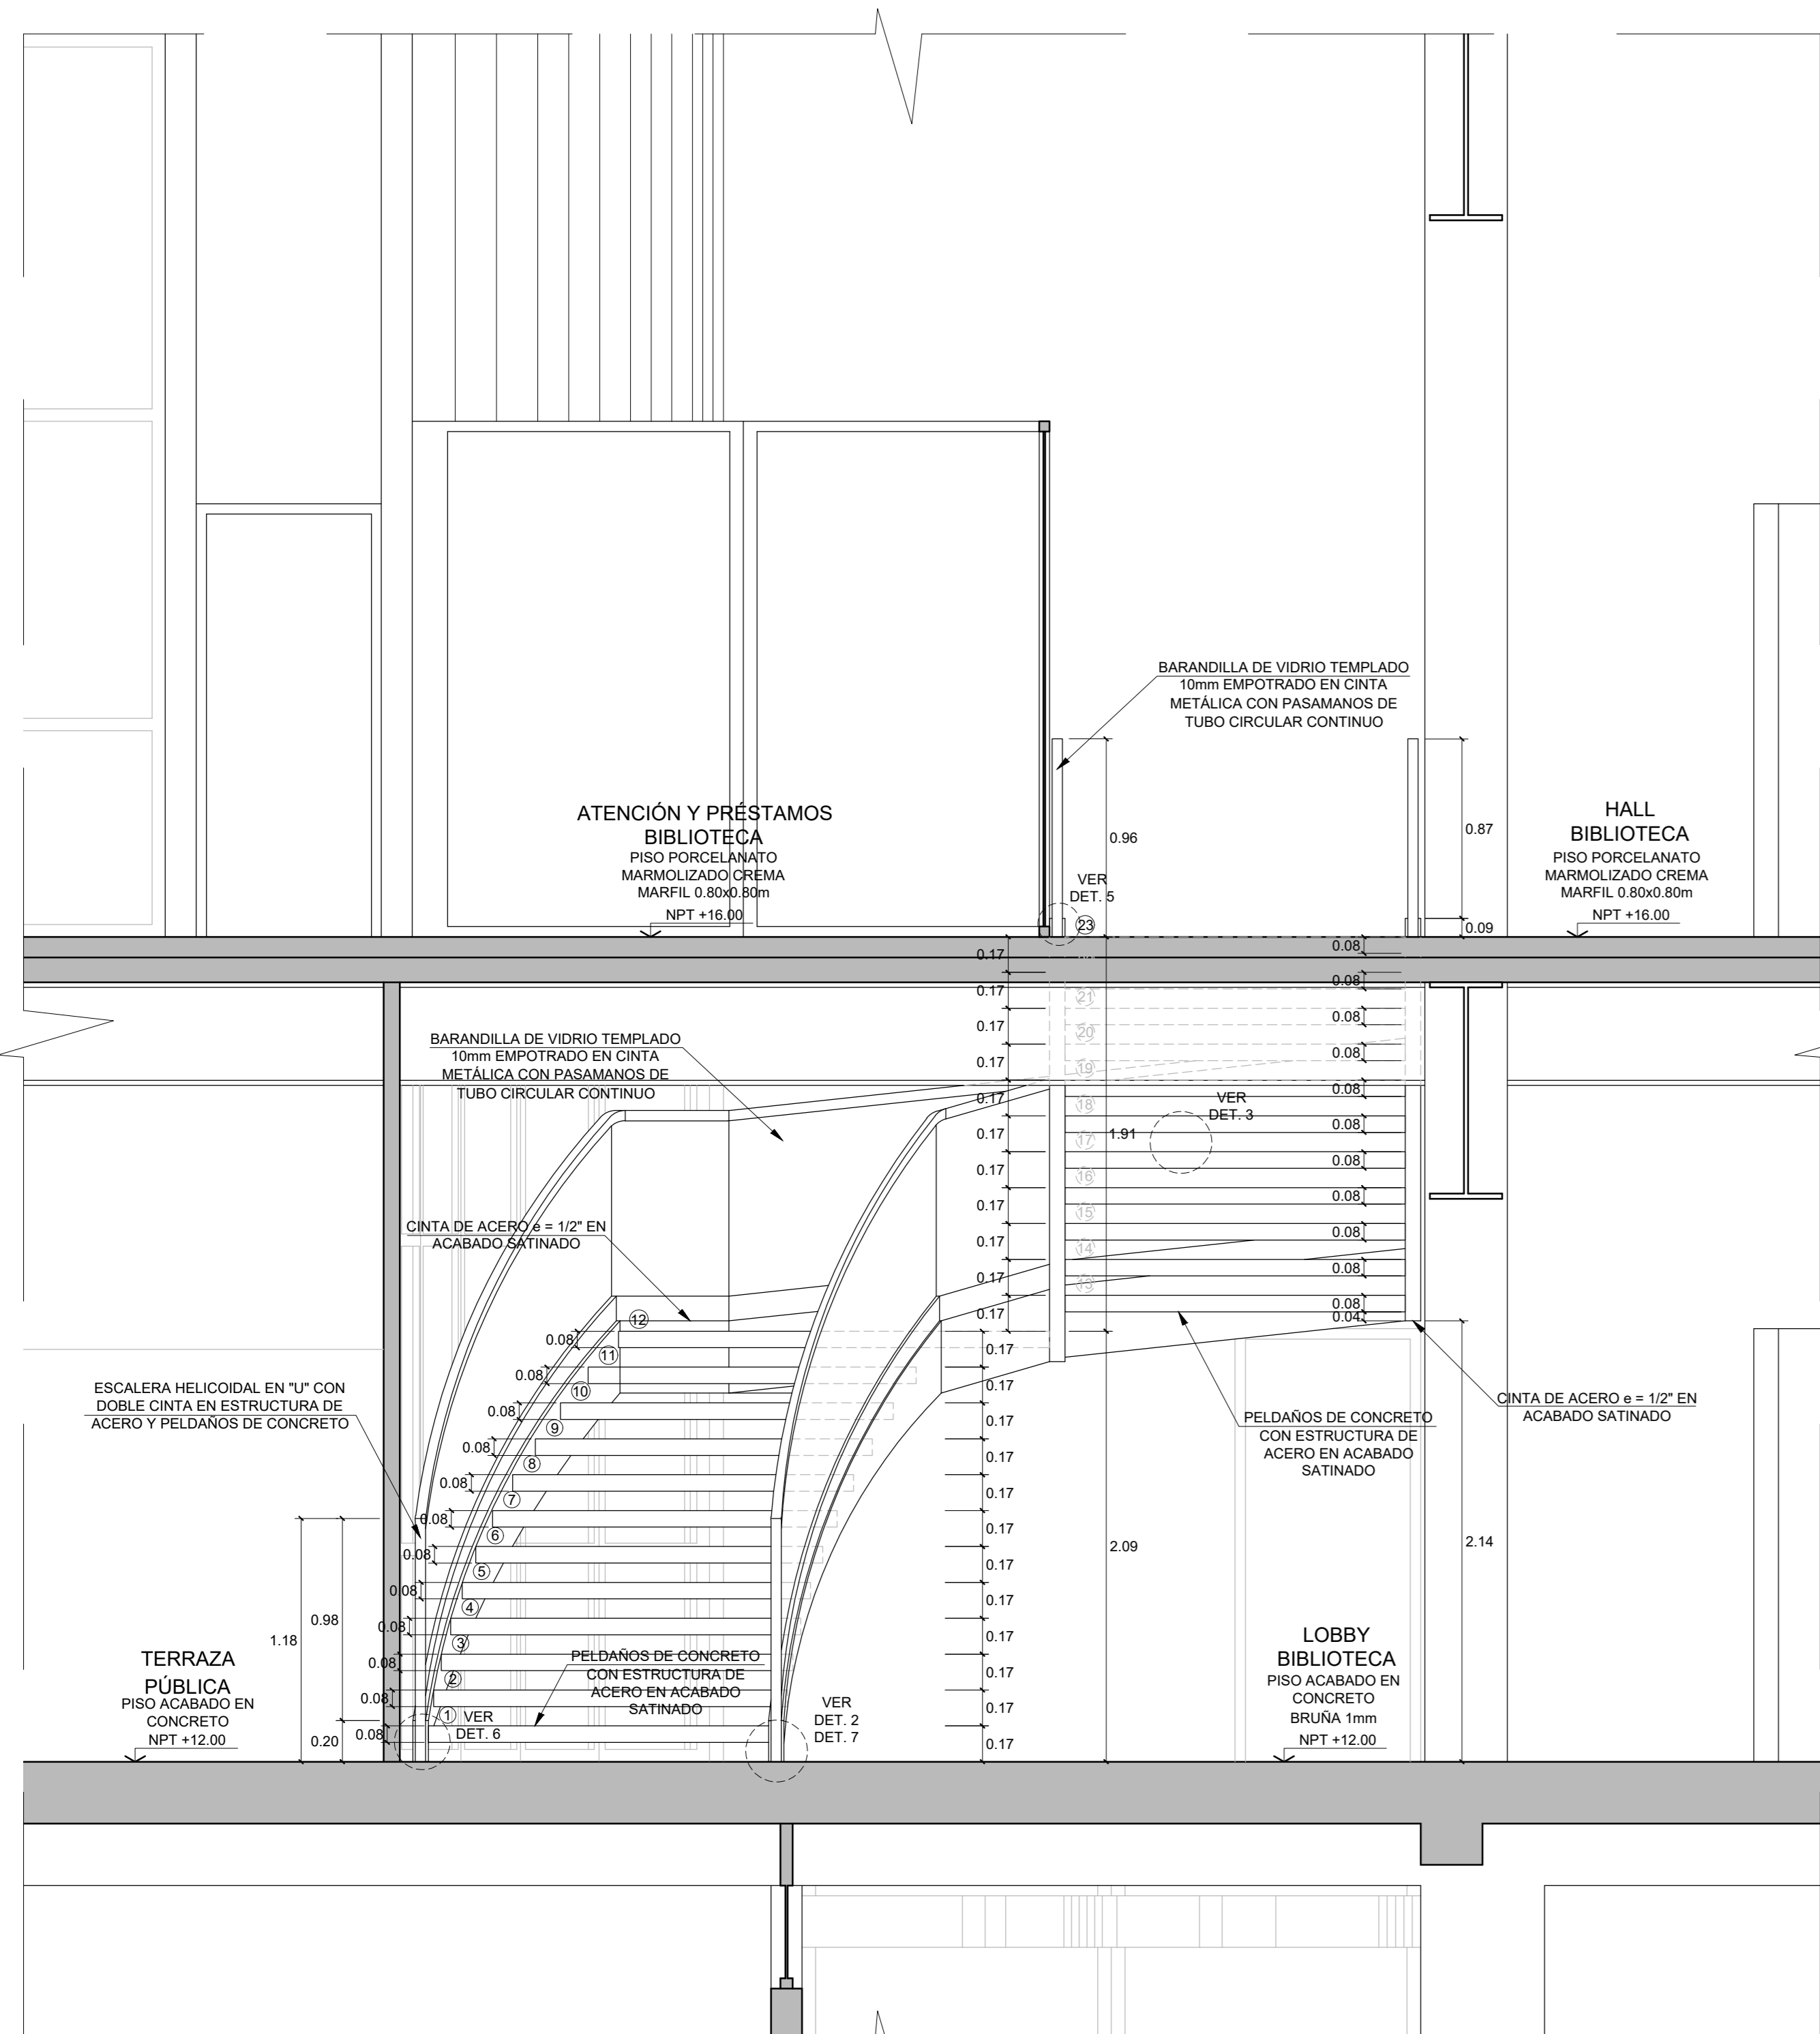 BARANDILLA DE VIDRIO TEMPLADO
10mm EMPOTRADO EN CINTA
METÁLICA CON PASAMANOS DE
TUBO CIRCULAR CONTINUO
ATENCIÓN Y PRÉSTAMOS
BIBLIOTECA
PISO PORCELANATO
MARMOLIZADO CREMA
MARFIL 0.80x0.80m
NPT +16.00
0.96
VER
DET. 5
23
0.87
0.09
HALL
BIBLIOTECA
PISO PORCELANATO
MARMOLIZADO CREMA
MARFIL 0.80x0.80m
NPT +16.00
BARANDILLA DE VIDRIO TEMPLADO
10mm EMPOTRADO EN CINTA
METÁLICA CON PASAMANOS DE
TUBO CIRCULAR CONTINUO
0.17
0.17
0.17
0.17
0.17
0.17
0.17
0.17
0.17
0.17
0.17
21
20
19
18
17
16
15
14
13
1.91
VER
DET. 3
0.08
0.08
0.08
0.08
0.08
0.08
0.08
0.08
0.08
0.08
0.08
0.04
CINTA DE ACERO e = 1/2" EN
ACABADO SATINADO
ESCALERA HELICOIDAL EN "U" CON
DOBLE CINTA EN ESTRUCTURA DE
ACERO Y PELDAÑOS DE CONCRETO
12
11
10
9
8
7
6
5
4
3
2
1
0.08
0.08
0.08
0.08
0.08
0.08
0.08
0.08
0.08
0.08
0.08
0.08
0.17
0.17
0.17
0.17
0.17
0.17
0.17
0.17
0.17
0.17
0.17
0.17
2.09
2.14
PELDAÑOS DE CONCRETO
CON ESTRUCTURA DE
ACERO EN ACABADO
SATINADO
CINTA DE ACERO e = 1/2" EN
ACABADO SATINADO
1.18
0.98
0.20
TERRAZA
PÚBLICA
PISO ACABADO EN
CONCRETO
NPT +12.00
VER
DET. 6
PELDAÑOS DE CONCRETO
CON ESTRUCTURA DE
ACERO EN ACABADO
SATINADO
VER
DET. 2
DET. 7
LOBBY
BIBLIOTECA
PISO ACABADO EN
CONCRETO
BRUÑA 1mm
NPT +12.00